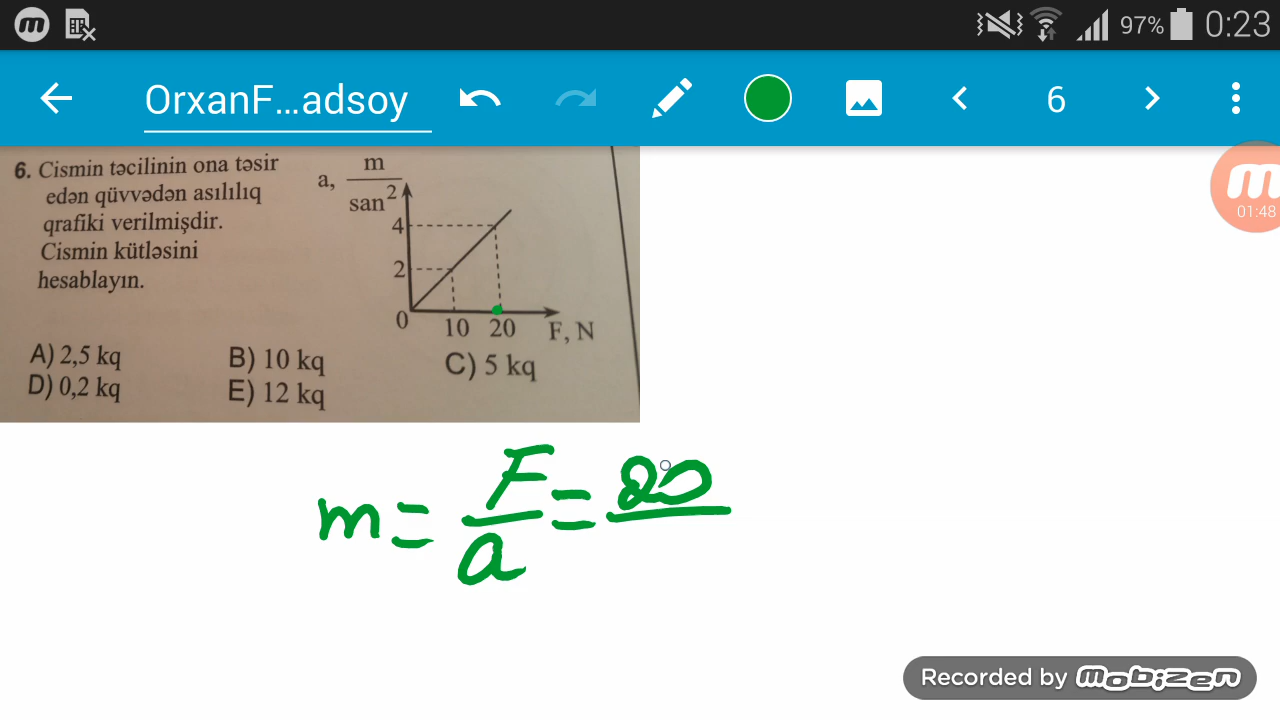 97% 0:23
OrxanF...adsoy 6
01:48
6. Cismin təcilinin ona təsir
edən qüvvədən asılılıq
qrafiki verilmişdir.
Cismin kütləsini
hesablayın.
a, m/san²
4
2
0 10 20 F, N
A) 2,5 kq B) 10 kq C) 5 kq
D) 0,2 kq E) 12 kq
m = F/a = 20
Recorded by mobizen